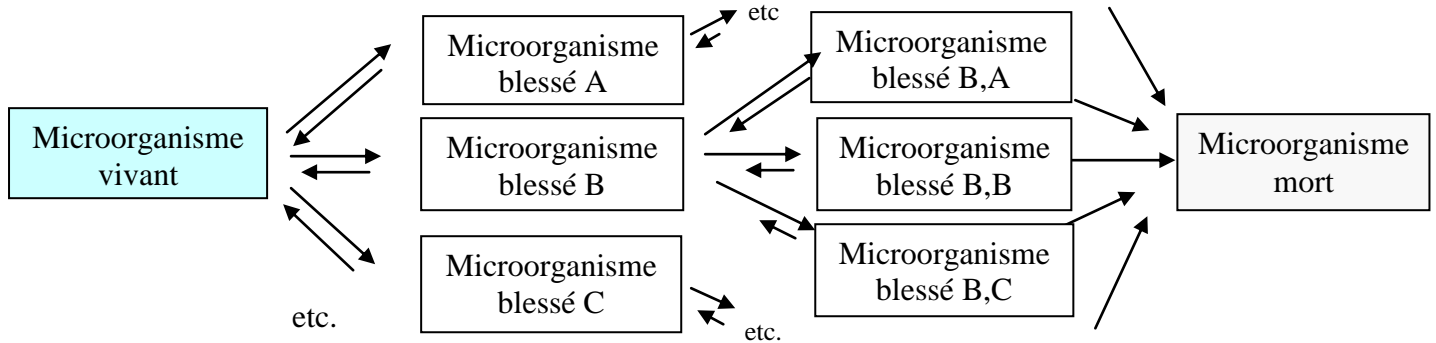 etc
Microorganisme
blessé A
Microorganisme
blessé B,A
Microorganisme
vivant
Microorganisme
blessé B
Microorganisme
blessé B,B
Microorganisme
mort
Microorganisme
blessé C
Microorganisme
blessé B,C
etc.
etc.